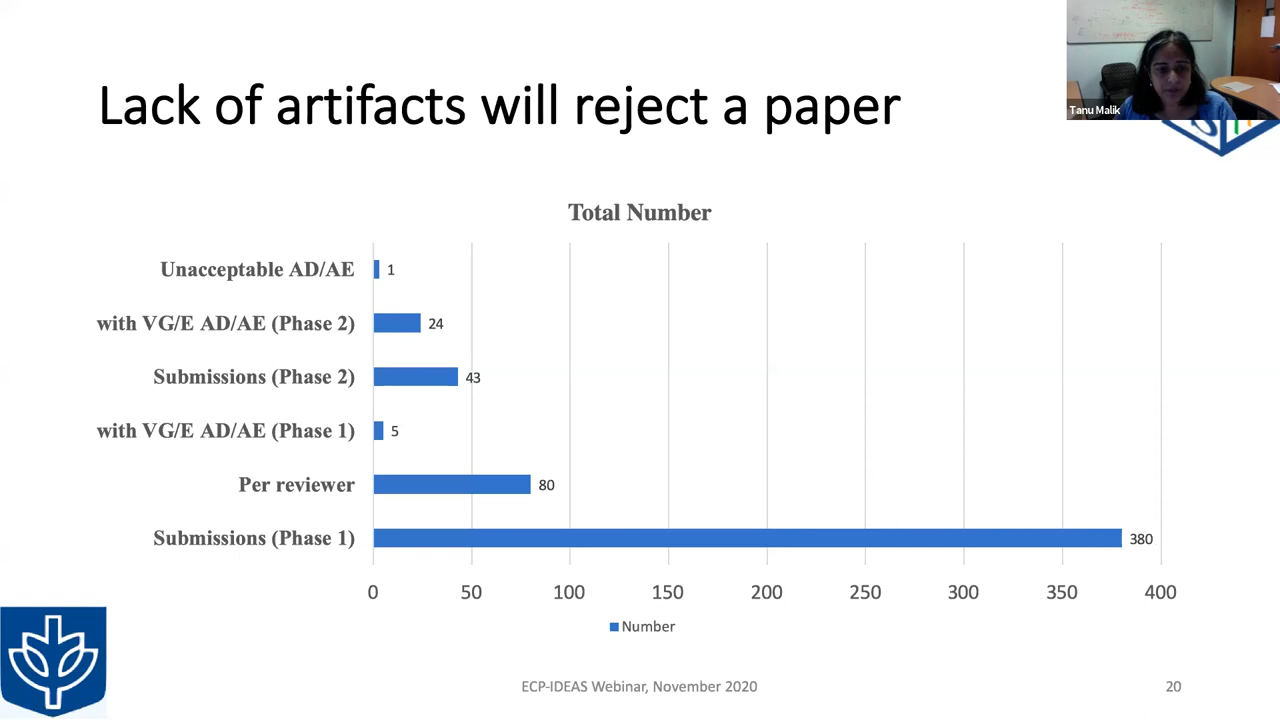 Lack of artifacts will reject a paper
Tanu Malik
Total Number
Unacceptable AD/AE
1
with VG/E AD/AE (Phase 2)
24
Submissions (Phase 2)
43
with VG/E AD/AE (Phase 1)
5
Per reviewer
80
Submissions (Phase 1)
380
0 50 100 150 200 250 300 350 400
Number
ECP-IDEAS Webinar, November 2020
20